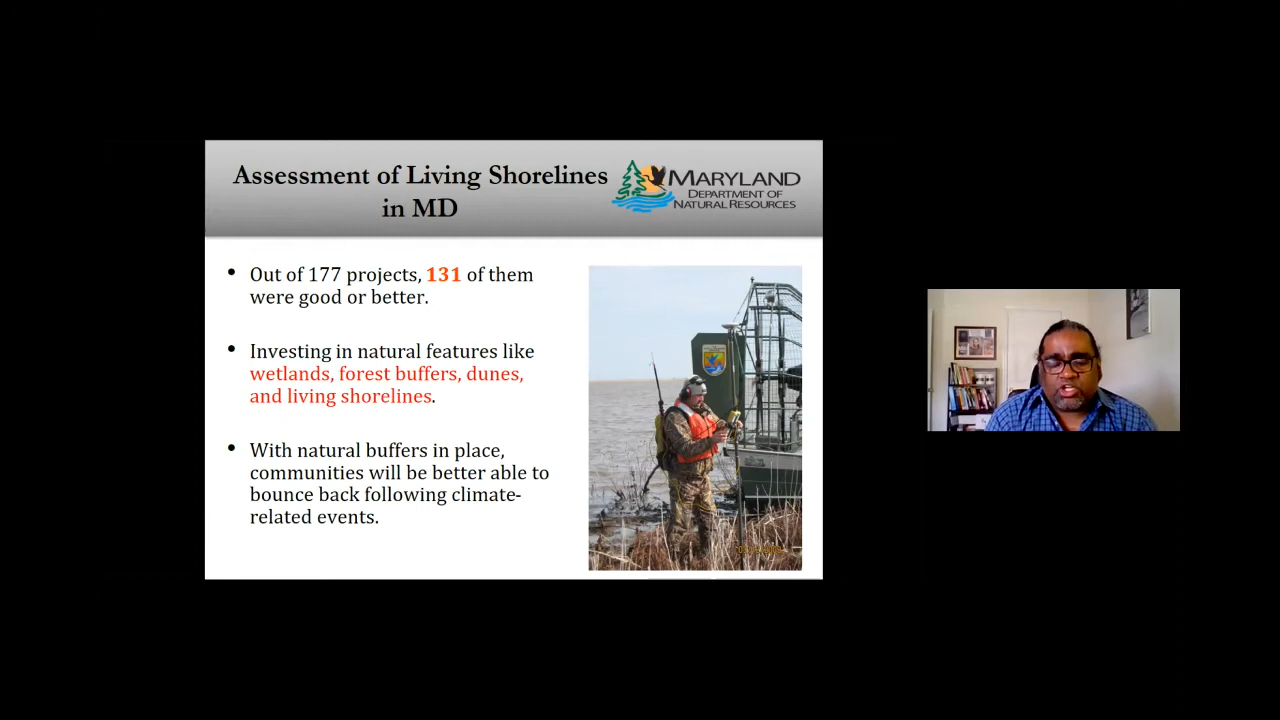 Assessment of Living Shorelines
in MD
MARYLAND
DEPARTMENT OF
NATURAL RESOURCES
• Out of 177 projects, 131 of them
were good or better.
• Investing in natural features like
wetlands, forest buffers, dunes,
and living shorelines.
• With natural buffers in place,
communities will be better able to
bounce back following climate-
related events.